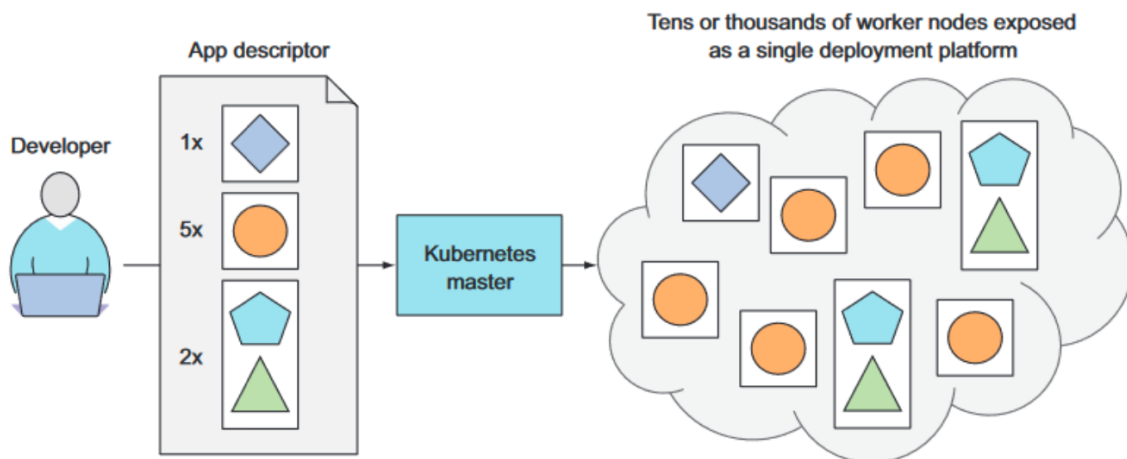 Tens or thousands of worker nodes exposed
as a single deployment platform
App descriptor
Developer
1x
5x
2x
Kubernetes
master